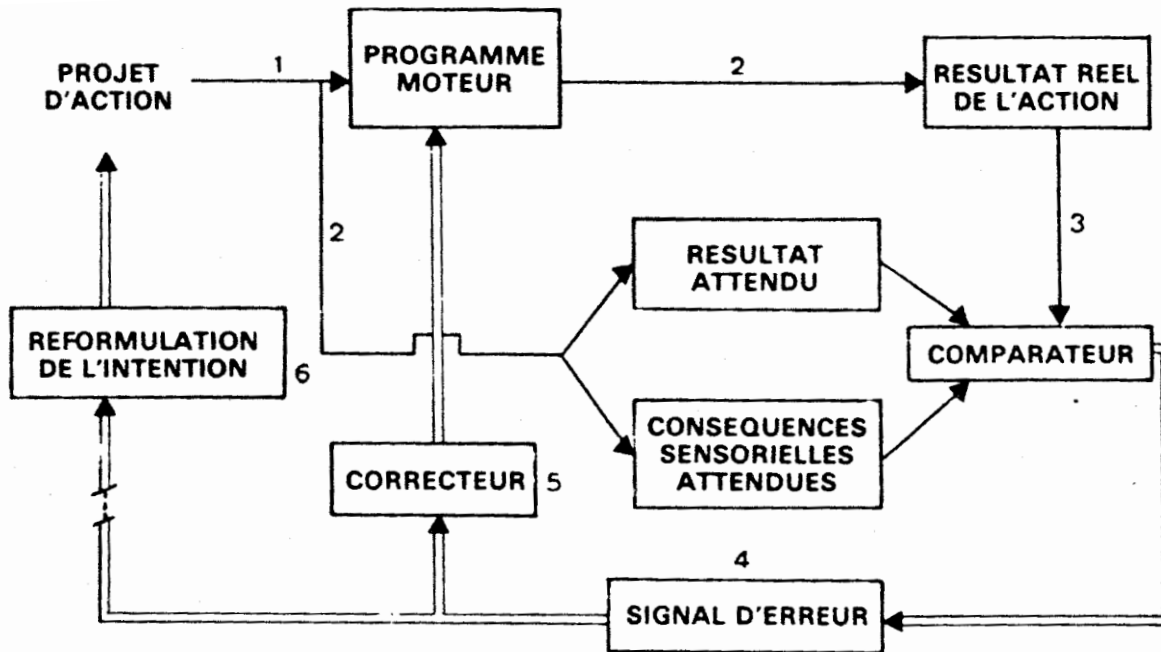 PROJET
D'ACTION
1
PROGRAMME
MOTEUR
2
RESULTAT REEL
DE L'ACTION
2
3
RESULTAT
ATTENDU
REFORMULATION
DE L'INTENTION
6
COMPARATEUR
CONSEQUENCES
SENSORIELLES
ATTENDUES
CORRECTEUR
5
4
SIGNAL D'ERREUR